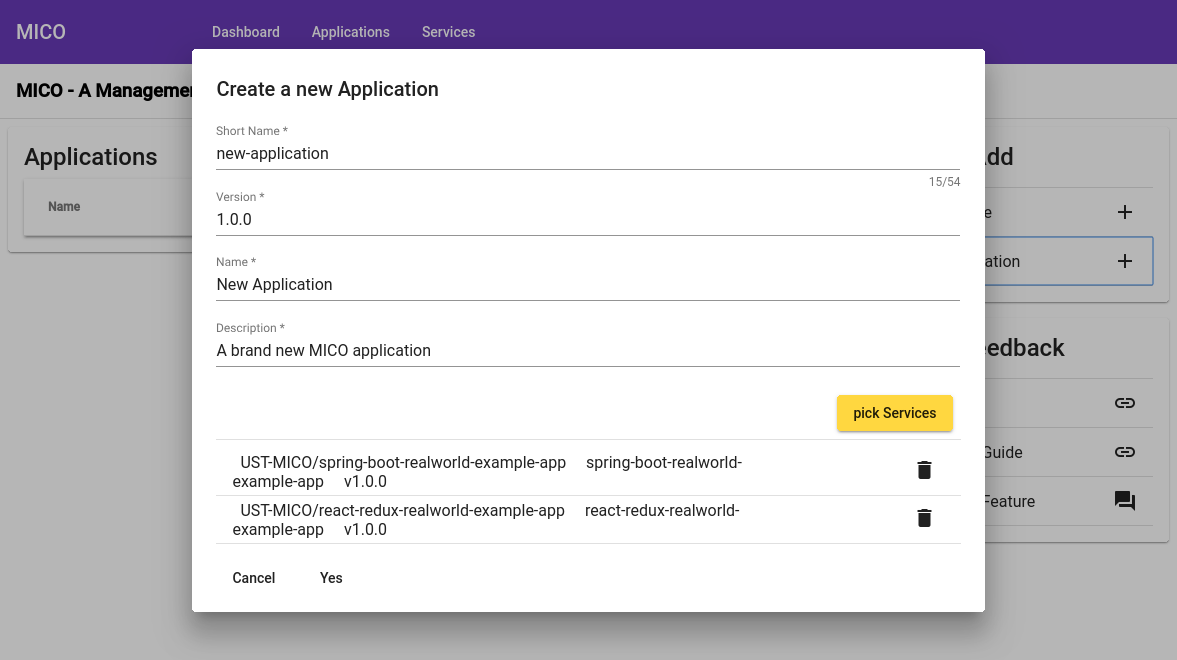 MICO Dashboard Applications Services
MICO - A Managemen
Create a new Application
Short Name *
new-application
15/54
Version *
1.0.0
Name *
New Application
Description *
A brand new MICO application
pick Services
UST-MICO/spring-boot-realworld-example-app spring-boot-realworld-
example-app v1.0.0
UST-MICO/react-redux-realworld-example-app react-redux-realworld-
example-app v1.0.0
Cancel Yes
Applications
Name
dd
e
ation
edback
Guide
Feature